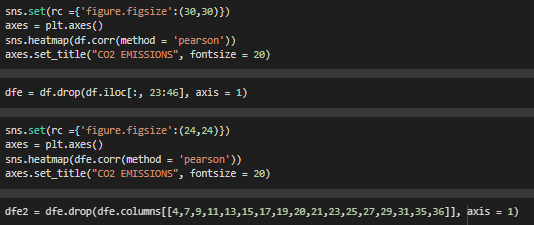 sns.set(rc ={'figure.figsize':(30,30)})
axes = plt.axes()
sns.heatmap(df.corr(method = 'pearson'))
axes.set_title("CO2 EMISSIONS", fontsize = 20)
dfe = df.drop(df.iloc[:, 23:46], axis = 1)
sns.set(rc ={'figure.figsize':(24,24)})
axes = plt.axes()
sns.heatmap(dfe.corr(method = 'pearson'))
axes.set_title("CO2 EMISSIONS", fontsize = 20)
dfe2 = dfe.drop(dfe.columns[[4,7,9,11,13,15,17,19,20,21,23,25,27,29,31,35,36]], axis = 1)